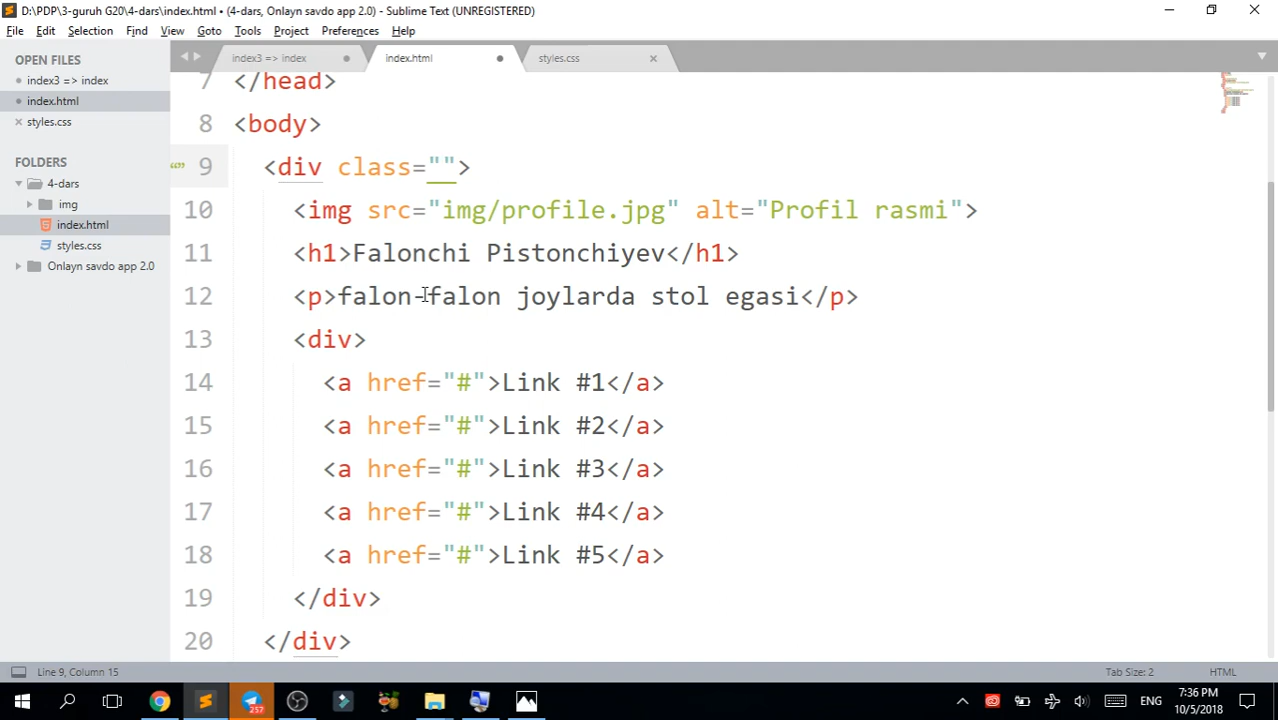 D:\PDP\3-guruh G20\4-dars\index.html • (4-dars, Onlayn savdo app 2.0) - Sublime Text (UNREGISTERED)
File Edit Selection Find View Goto Tools Project Preferences Help
OPEN FILES
index3 => index
index.html
styles.css
FOLDERS
4-dars
img
index.html
styles.css
Onlayn savdo app 2.0
index3 => index index.html styles.css
7 </head>
8 <body>
9 <div class="">
10 <img src="img/profile.jpg" alt="Profil rasmi">
11 <h1>Falonchi Pistonchiyev</h1>
12 <p>falon-falon joylarda stol egasi</p>
13 <div>
14 <a href="#">Link #1</a>
15 <a href="#">Link #2</a>
16 <a href="#">Link #3</a>
17 <a href="#">Link #4</a>
18 <a href="#">Link #5</a>
19 </div>
20 </div>
Line 9, Column 15 Tab Size: 2 HTML
257
ENG
7:36 PM
10/5/2018